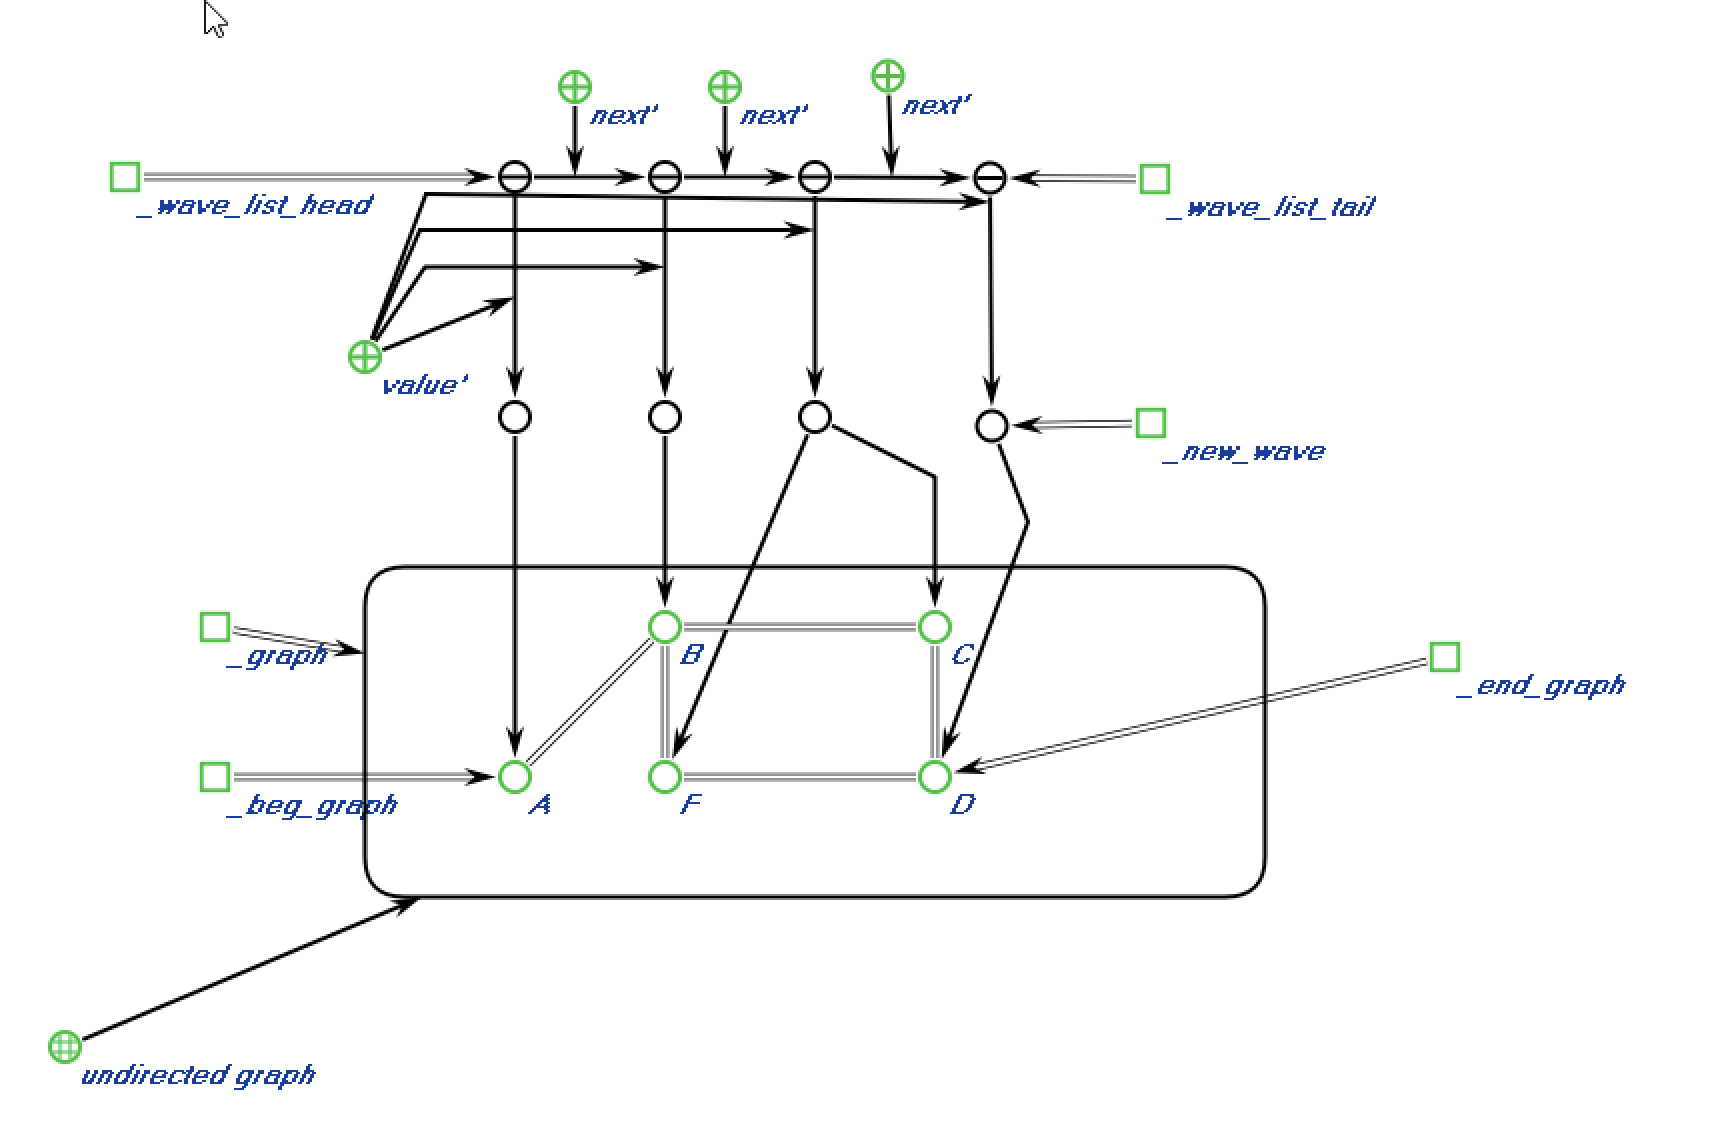 next'
next'
next'
_wave_list_head
_wave_list_tail
value'
_new_wave
_graph
B
C
_end_graph
_beg_graph
A
F
D
undirected graph